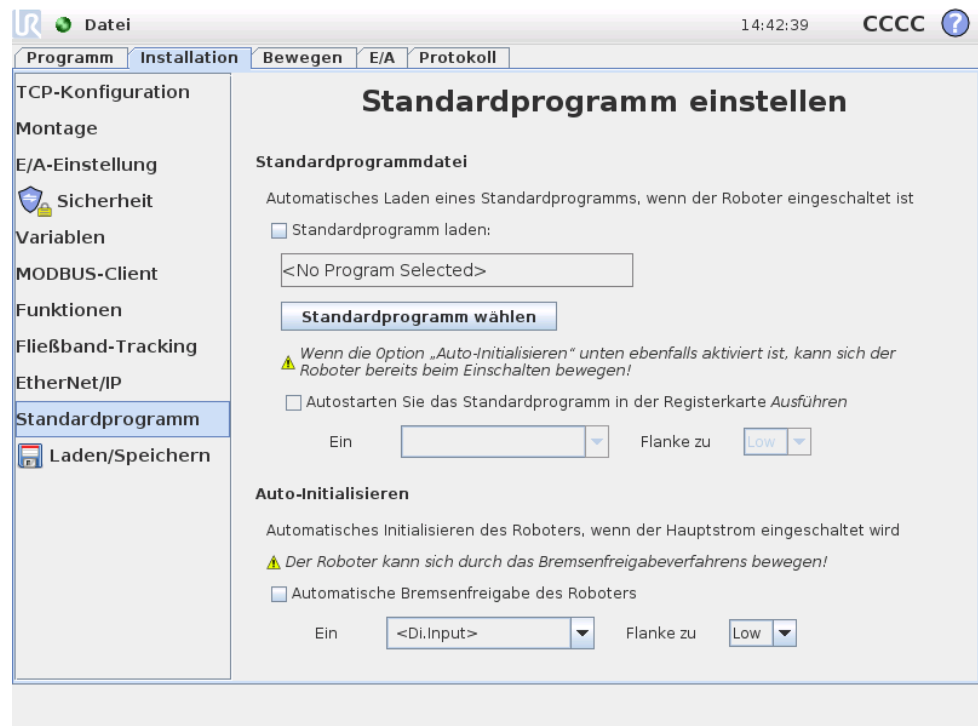 UR Datei 14:42:39 CCCC ?
Programm Installation Bewegen E/A Protokoll
TCP-Konfiguration
Montage
E/A-Einstellung
Sicherheit
Variablen
MODBUS-Client
Funktionen
Fließband-Tracking
EtherNet/IP
Standardprogramm
Laden/Speichern
Standardprogramm einstellen
Standardprogrammdatei
Automatisches Laden eines Standardprogramms, wenn der Roboter eingeschaltet ist
Standardprogramm laden:
<No Program Selected>
Standardprogramm wählen
Wenn die Option „Auto-Initialisieren“ unten ebenfalls aktiviert ist, kann sich der
Roboter bereits beim Einschalten bewegen!
Autostarten Sie das Standardprogramm in der Registerkarte Ausführen
Ein Flanke zu Low
Auto-Initialisieren
Automatisches Initialisieren des Roboters, wenn der Hauptstrom eingeschaltet wird
Der Roboter kann sich durch das Bremsenfreigabeverfahrens bewegen!
Automatische Bremsenfreigabe des Roboters
Ein <Di.Input> Flanke zu Low